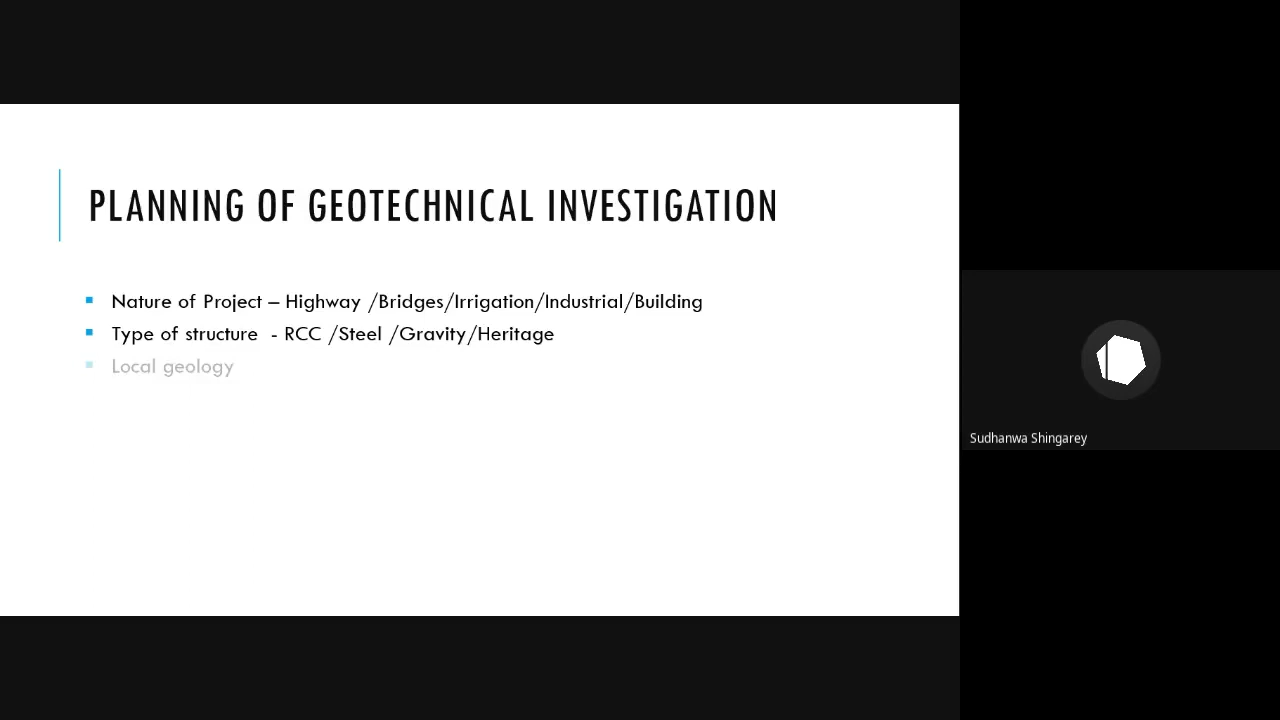 PLANNING OF GEOTECHNICAL INVESTIGATION
Nature of Project – Highway /Bridges/Irrigation/Industrial/Building
Type of structure - RCC /Steel /Gravity/Heritage
Local geology
Sudhanwa Shingarey